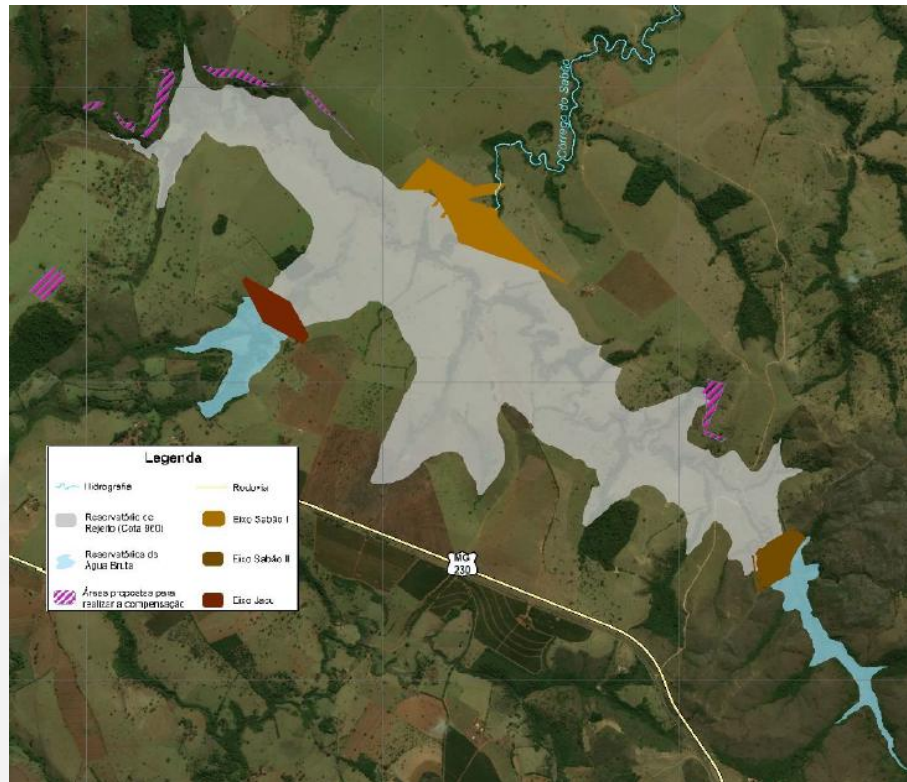 Córrego do Sabão
MG
230
Legenda
Hidrografia
Rodovia
Reservatório de
Rejeito (Cota 960)
Eixo Sabão I
Reservatórios de
Água Bruta
Eixo Sabão II
Áreas propostas para
realizar a compensação
Eixo Jacu